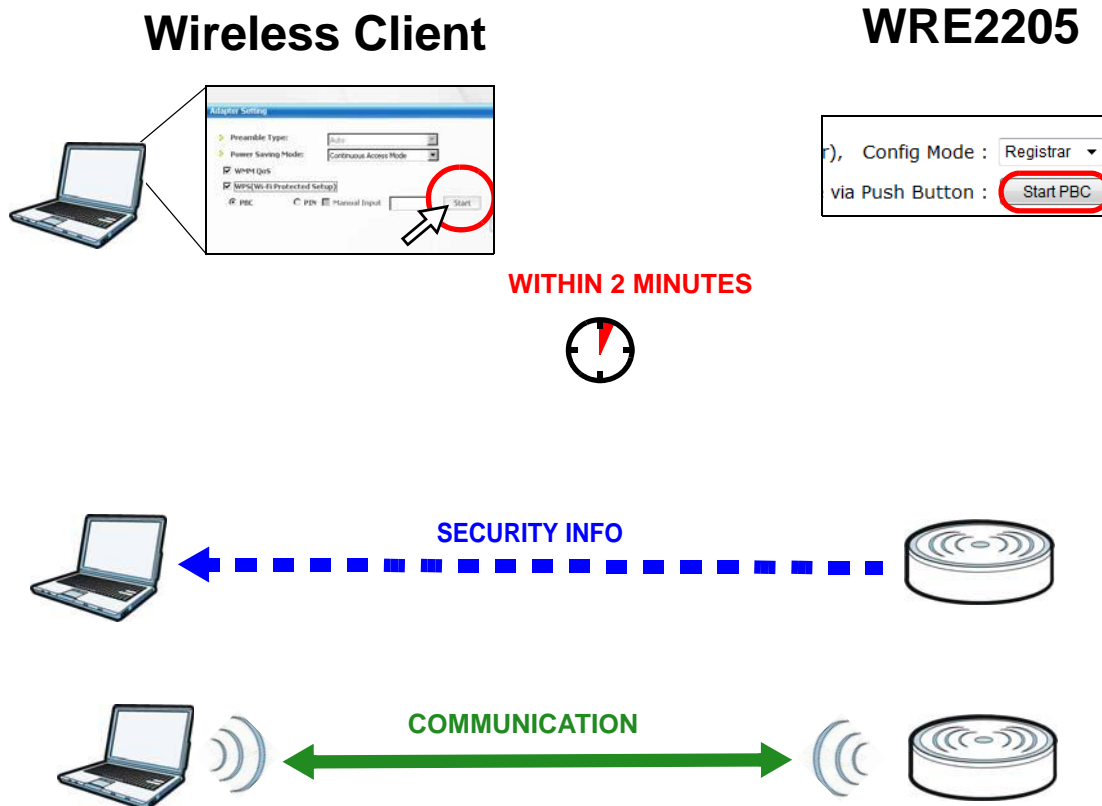 Wireless Client
WRE2205
Adapter Setting
Preamble Type: Auto
Power Saving Mode: Continuous Access Mode
WMM QoS
WPS(Wi-Fi Protected Setup)
PBC PIN Manual Input Start
r), Config Mode : Registrar
via Push Button : Start PBC
WITHIN 2 MINUTES
SECURITY INFO
COMMUNICATION